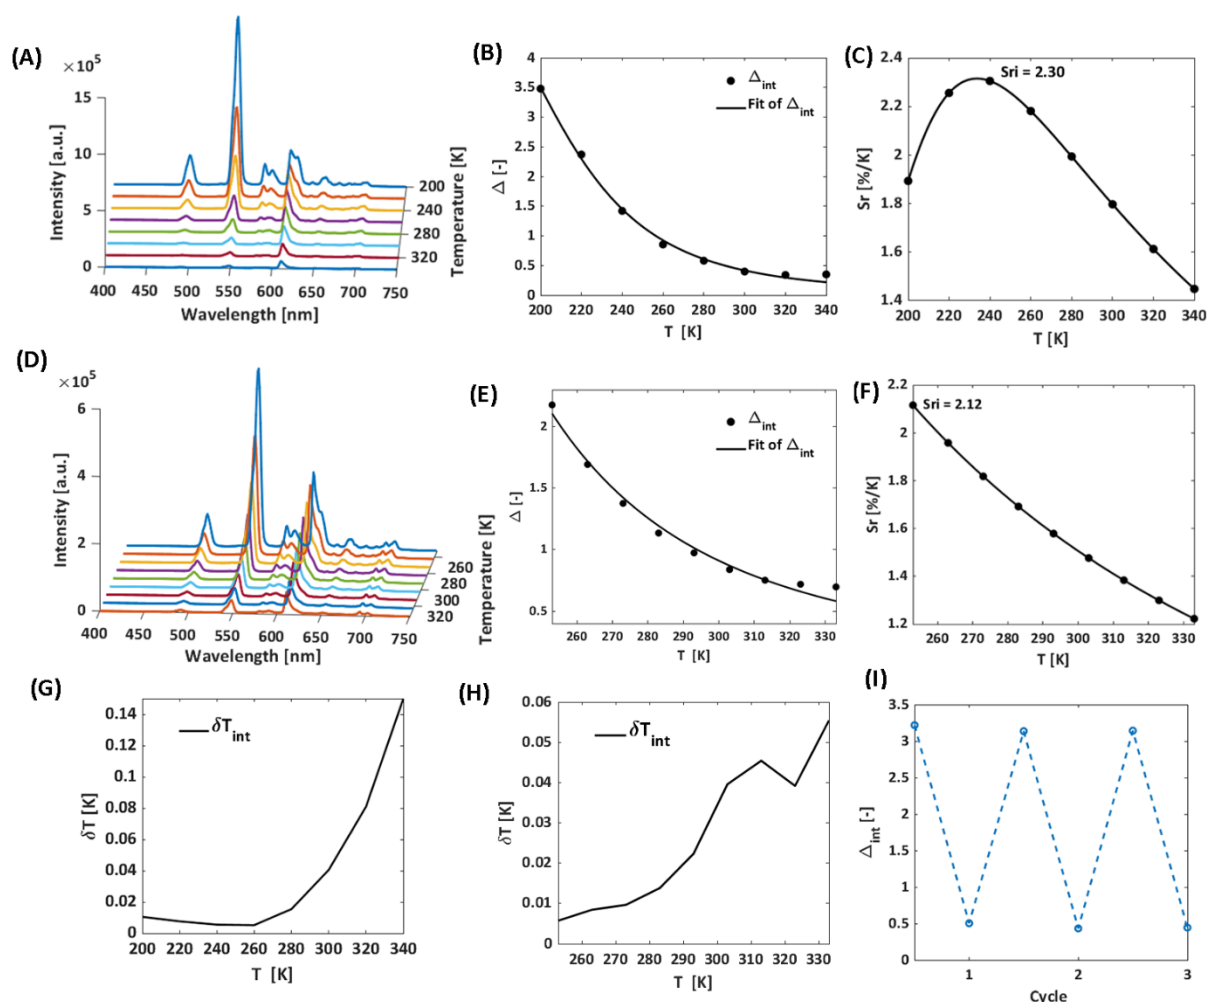 (A)
×10⁵
15
10
5
0
Intensity [a.u.]
400 450 500 550 600 650 700 750
Wavelength [nm]
200
240
280
320
Temperature [K]
(B)
4
3.5
3
2.5
2
1.5
1
0.5
0
Δ [-]
Δint
Fit of Δint
200 220 240 260 280 300 320 340
T [K]
(C)
2.4
2.2
2
1.8
1.6
1.4
Sr [%/K]
Sri = 2.30
200 220 240 260 280 300 320 340
T [K]
(D)
×10⁵
6
4
2
0
Intensity [a.u.]
400 450 500 550 600 650 700 750
Wavelength [nm]
260
280
300
320
Temperature [K]
(E)
2
1.5
1
0.5
Δ [-]
Δint
Fit of Δint
260 270 280 290 300 310 320 330
T [K]
(F)
2.2
2
1.8
1.6
1.4
1.2
Sr [%/K]
Sri = 2.12
260 270 280 290 300 310 320 330
T [K]
(G)
0.14
0.12
0.1
0.08
0.06
0.04
0.02
0
δT [K]
δTint
200 220 240 260 280 300 320 340
T [K]
(H)
0.06
0.05
0.04
0.03
0.02
0.01
0
δT [K]
δTint
260 270 280 290 300 310 320 330
T [K]
(I)
3.5
3
2.5
2
1.5
1
0.5
0
Δint [-]
1 2 3
Cycle